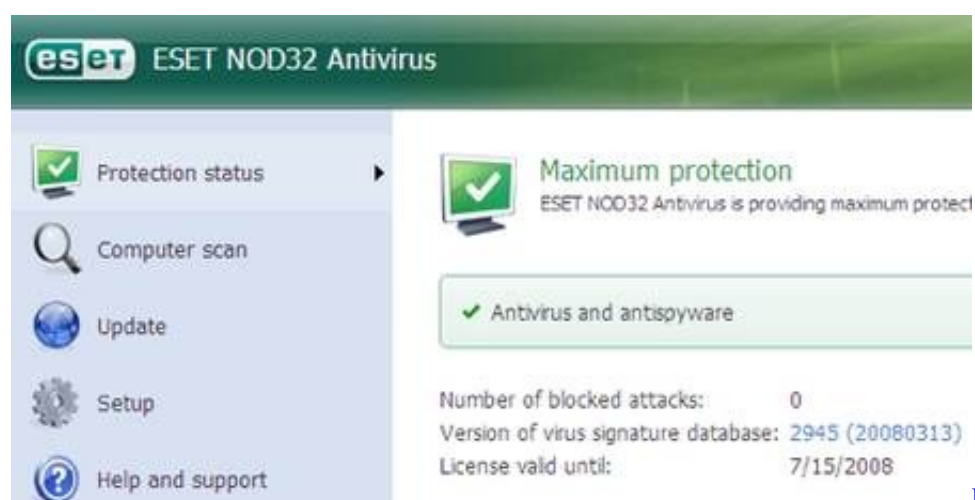 eset ESET NOD32 Antivirus
Protection status
Computer scan
Update
Setup
Help and support
Maximum protection
ESET NOD32 Antivirus is providing maximum protect
Antivirus and antispyware
Number of blocked attacks: 0
Version of virus signature database: 2945 (20080313)
License valid until: 7/15/2008